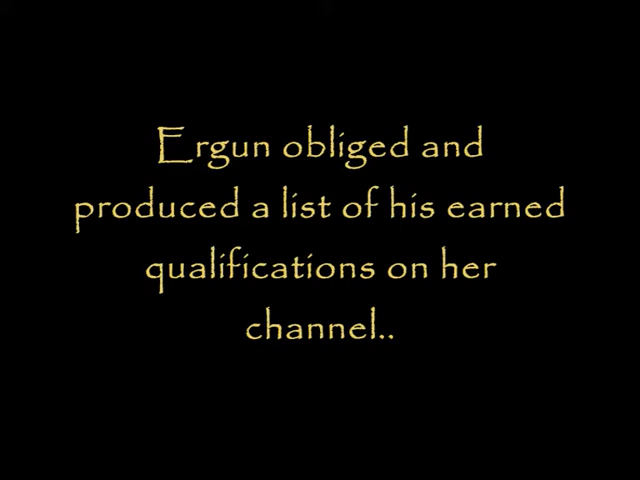 Ergun obliged and
produced a list of his earned
qualifications on her
channel..